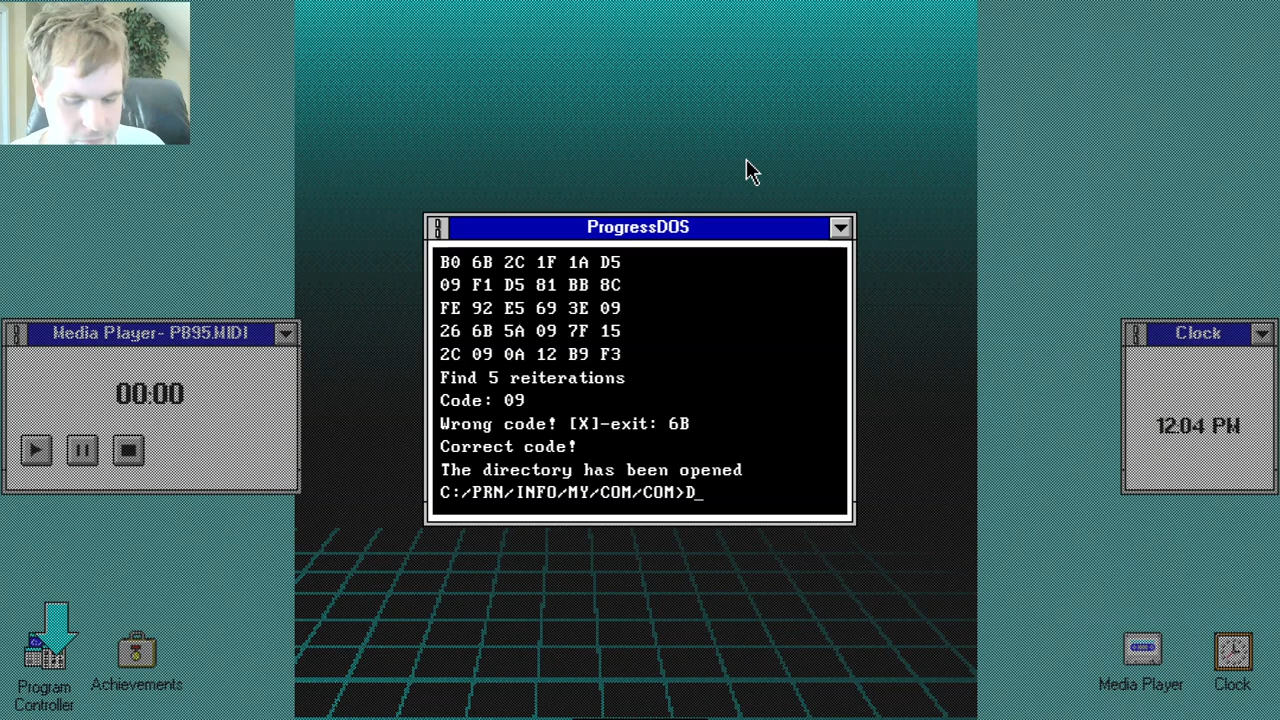 ProgressDOS
B0 6B 2C 1F 1A D5
09 F1 D5 81 BB 8C
FE 92 E5 69 3E 09
26 6B 5A 09 7F 15
2C 09 0A 12 B9 F3
Find 5 reiterations
Code: 09
Wrong code! [X]-exit: 6B
Correct code!
The directory has been opened
C:/PRN/INFO/MY/COM/COM>D_
Media Player- PB95.MIDI
00:00
Clock
12:04 PM
Program
Controller
Achievements
Media Player
Clock